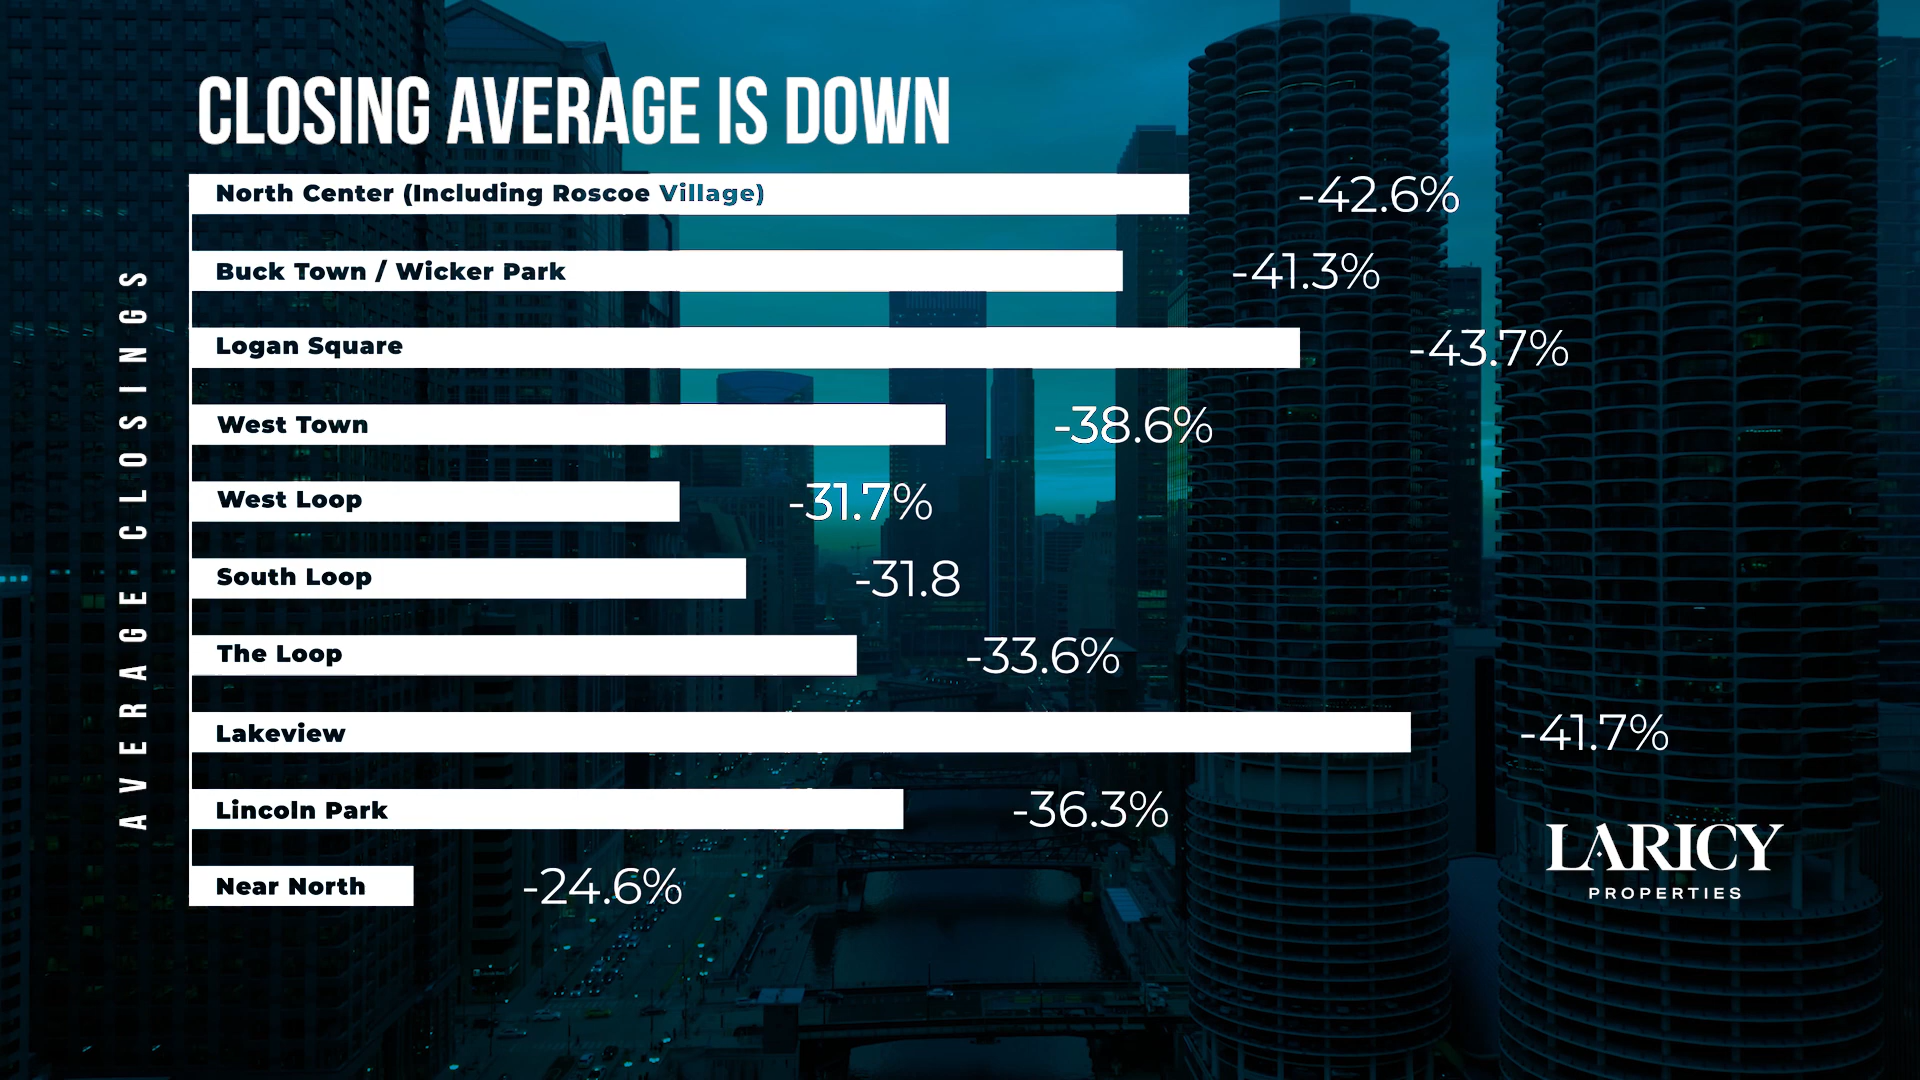 CLOSING AVERAGE IS DOWN
AVERAGE CLOSINGS
North Center (Including Roscoe Village) -42.6%
Buck Town / Wicker Park -41.3%
Logan Square -43.7%
West Town -38.6%
West Loop -31.7%
South Loop -31.8
The Loop -33.6%
Lakeview -41.7%
Lincoln Park -36.3%
Near North -24.6%
LARICY
PROPERTIES